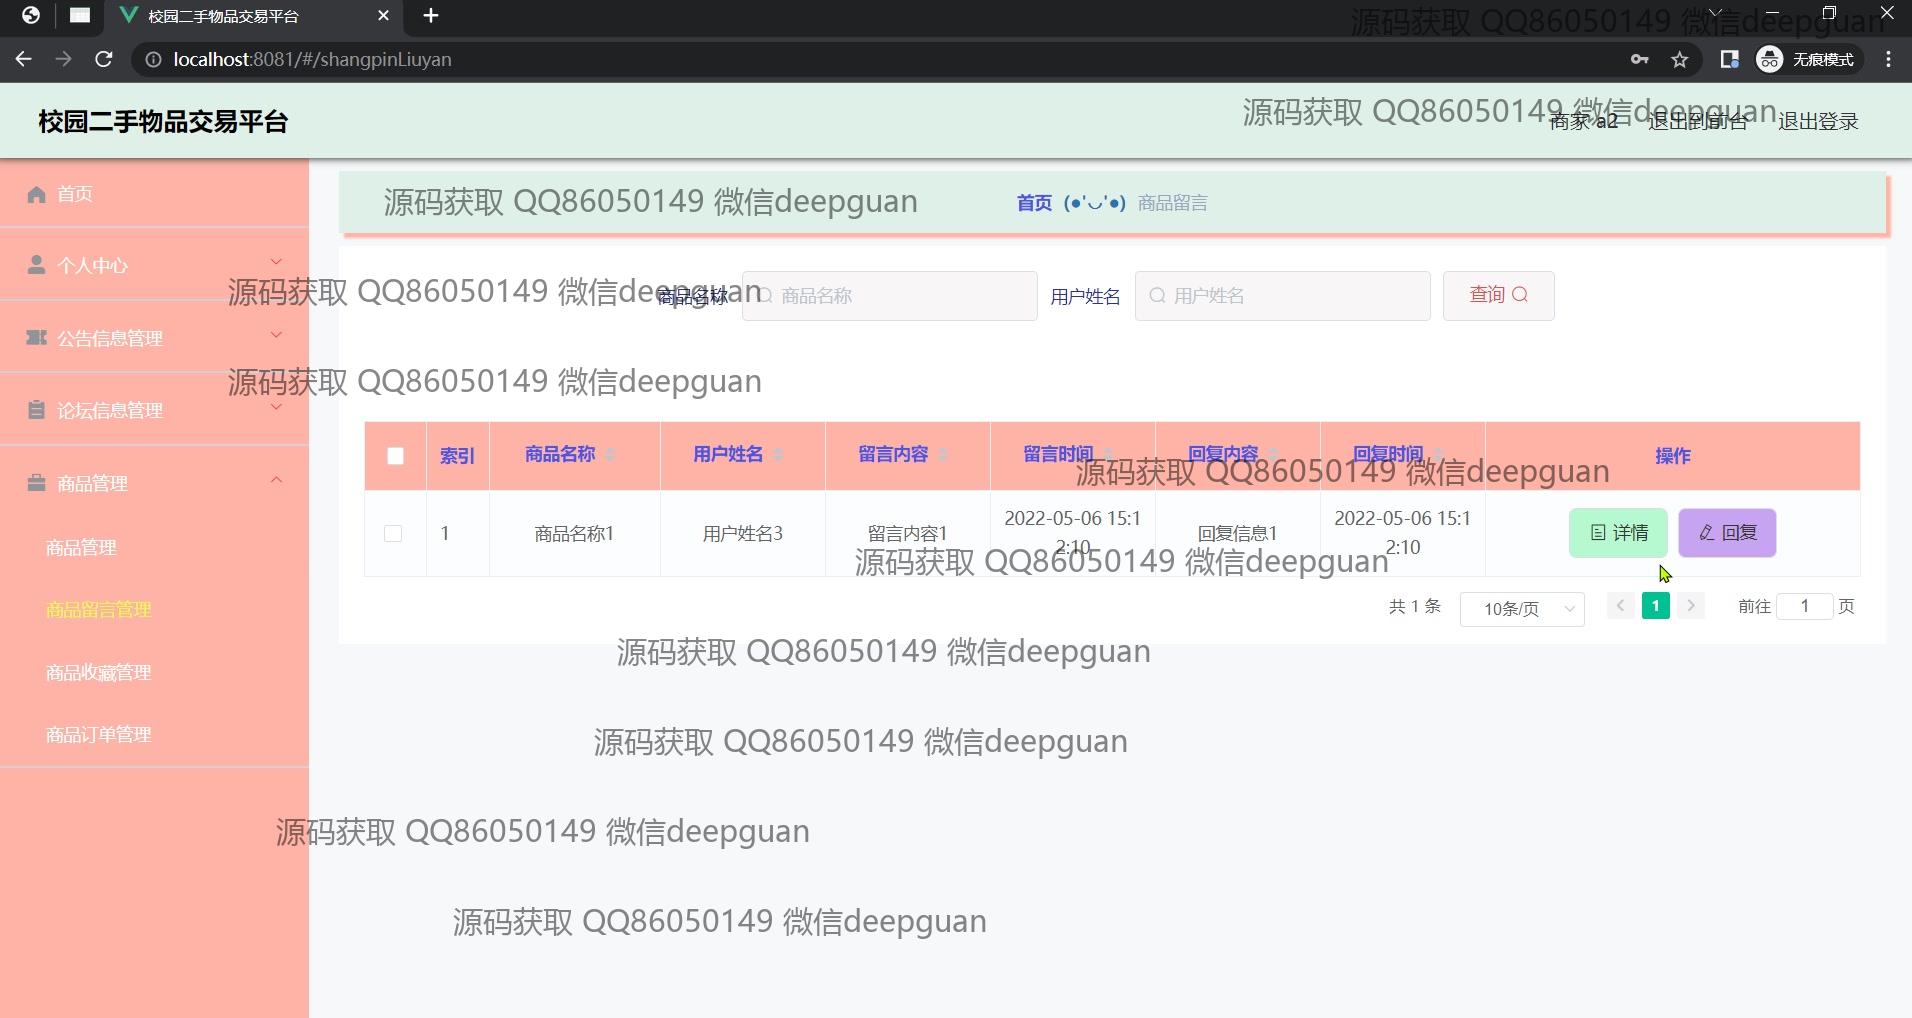 校园二手物品交易平台
源码获取 QQ86050149 微信deepguan
localhost:8081/#/shangpinLiuyan
无痕模式
校园二手物品交易平台
源码获取 QQ86050149 微信deepguan
商家 a2 退出到前台 退出登录
首页
源码获取 QQ86050149 微信deepguan
首页 (●'◡'●) 商品留言
个人中心
源码获取 QQ86050149 微信deepguan
商品名称 商品名称 用户姓名 用户姓名 查询
公告信息管理
源码获取 QQ86050149 微信deepguan
论坛信息管理
索引 商品名称 用户姓名 留言内容 留言时间 回复内容 回复时间 操作
源码获取 QQ86050149 微信deepguan
商品管理
1 商品名称1 用户姓名3 留言内容1 2022-05-06 15:1 回复信息1 2022-05-06 15:1 详情 回复
2:10 2:10
商品管理
源码获取 QQ86050149 微信deepguan
共 1 条 10条/页 1 前往 1 页
商品留言管理
源码获取 QQ86050149 微信deepguan
商品收藏管理
商品订单管理
源码获取 QQ86050149 微信deepguan
源码获取 QQ86050149 微信deepguan
源码获取 QQ86050149 微信deepguan